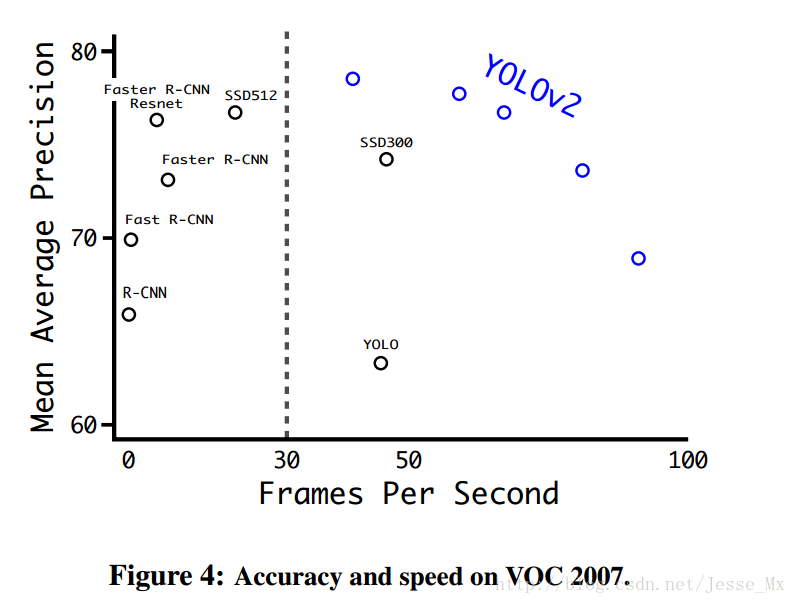 80
Faster R-CNN
Resnet
SSD512
YOLOv2
SSD300
Faster R-CNN
70
Fast R-CNN
R-CNN
YOLO
60
Mean Average Precision
0 30 50 100
Frames Per Second
Figure 4: Accuracy and speed on VOC 2007.
http://blog.csdn.net/Jesse_Mx